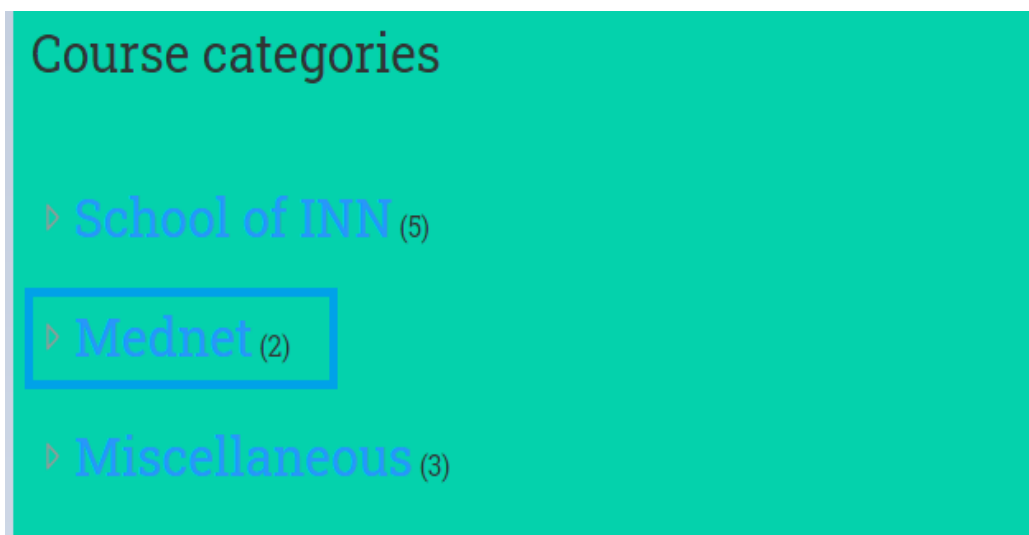 Course categories
School of INN (5)
Mednet (2)
Miscellaneous (3)